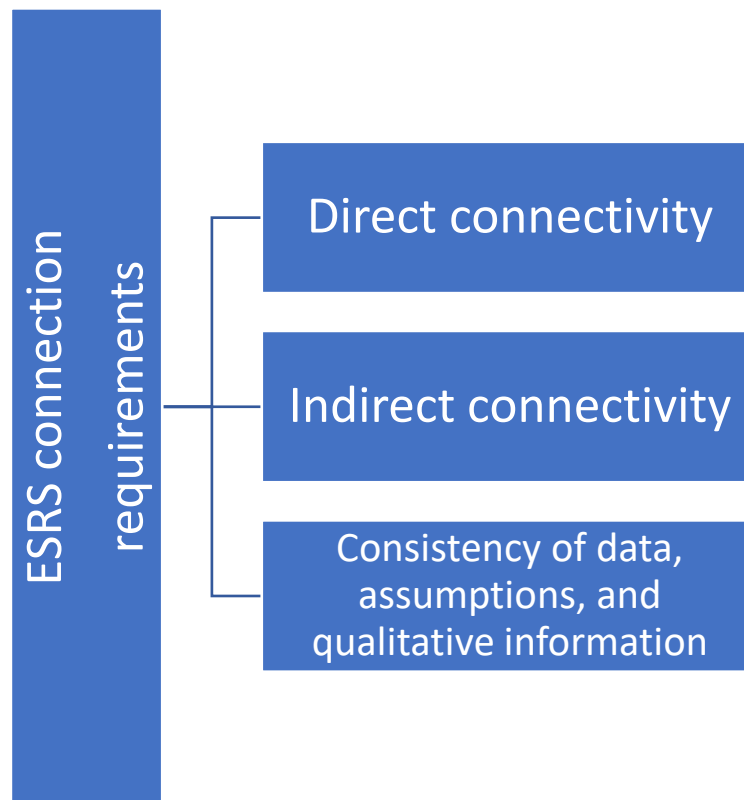 ESRS connection
requirements
Direct connectivity
Indirect connectivity
Consistency of data,
assumptions, and
qualitative information